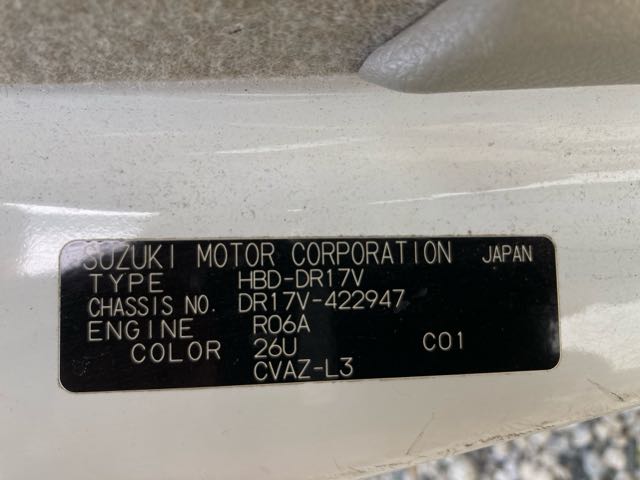 SUZUKI MOTOR CORPORATION JAPAN
TYPE HBD-DR17V
CHASSIS NO. DR17V-422947
ENGINE R06A
COLOR 26U C01
CVAZ-L3